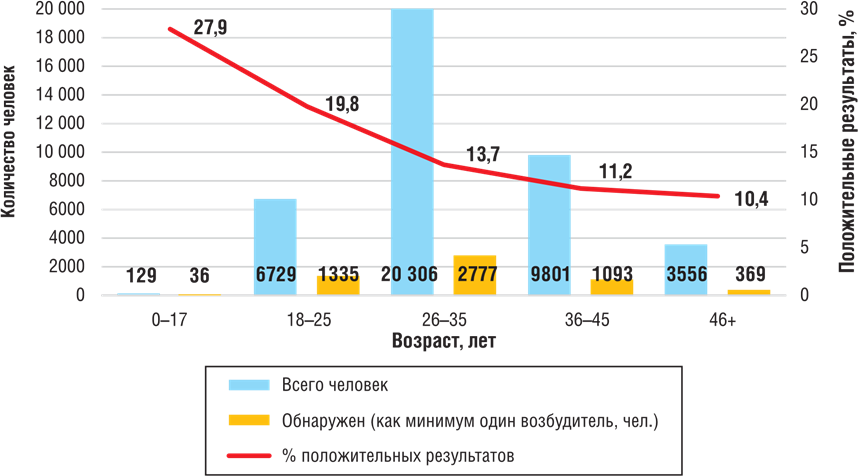 20 000
18 000
16 000
14 000
12 000
10 000
8000
6000
4000
2000
0
Количество человек
30
25
20
15
10
5
0
Положительные результаты, %
27,9
19,8
13,7
11,2
10,4
129 36 6729 1335 20 306 2777 9801 1093 3556 369
0–17 18–25 26–35 36–45 46+
Возраст, лет
Всего человек
Обнаружен (как минимум один возбудитель, чел.)
% положительных результатов